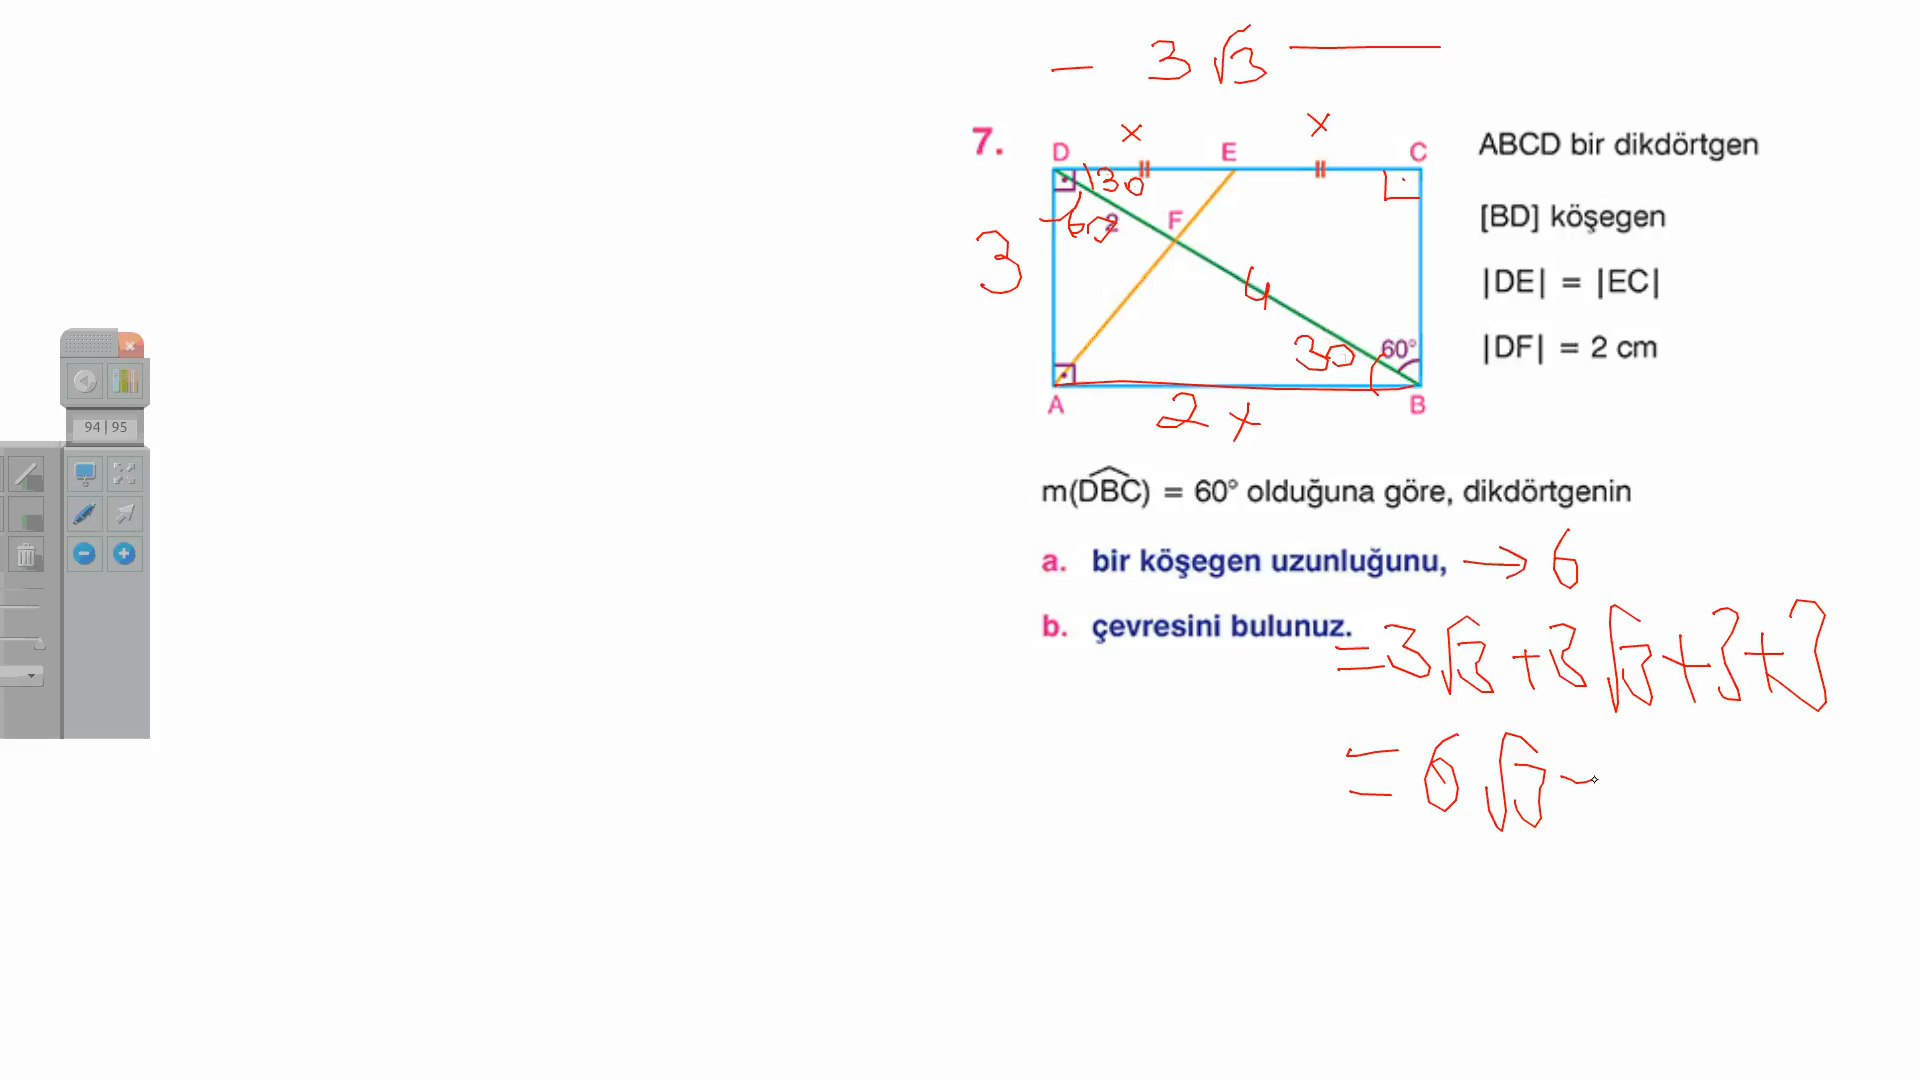 - 3 √3
x x
7. D E C
30
60 2 F
3
4
30 60°
A B
2x
ABCD bir dikdörtgen
[BD] köşegen
|DE| = |EC|
|DF| = 2 cm
94|95
m(DBC) = 60° olduğuna göre, dikdörtgenin
a. bir köşegen uzunluğunu, → 6
b. çevresini bulunuz. = 3√3 + 3√3 + 3 + 3
= 6√3 -